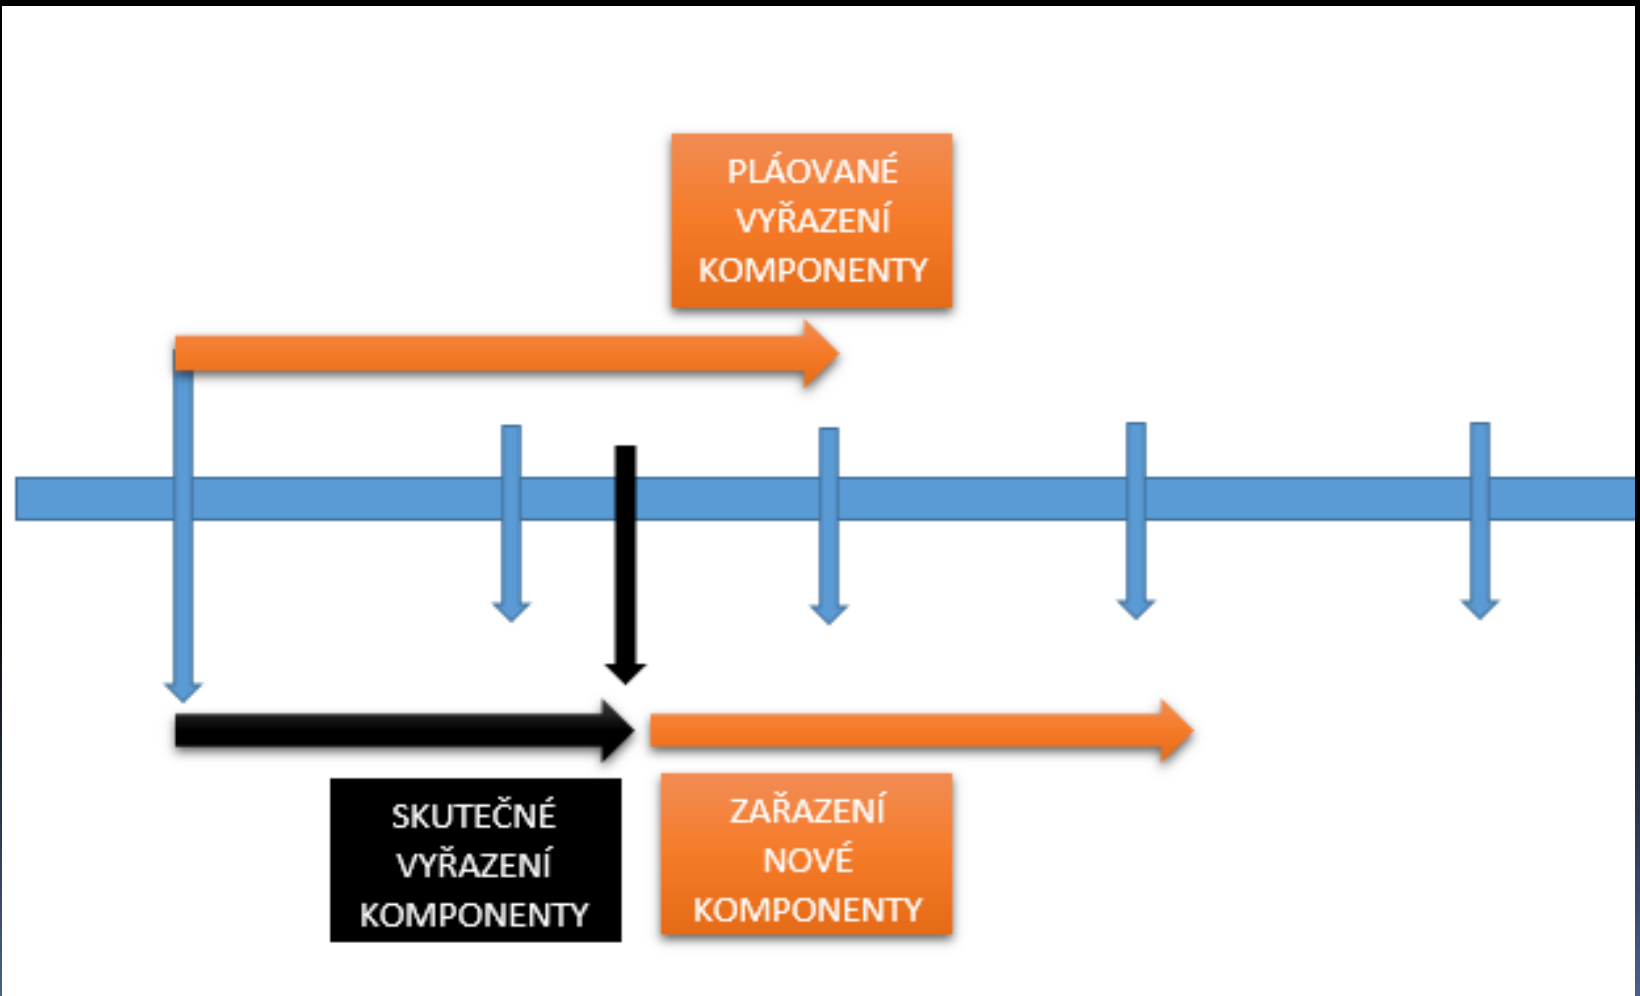 PLÁOVANÉ
VYŘAZENÍ
KOMPONENTY
SKUTEČNÉ
VYŘAZENÍ
KOMPONENTY
ZAŘAZENÍ
NOVÉ
KOMPONENTY